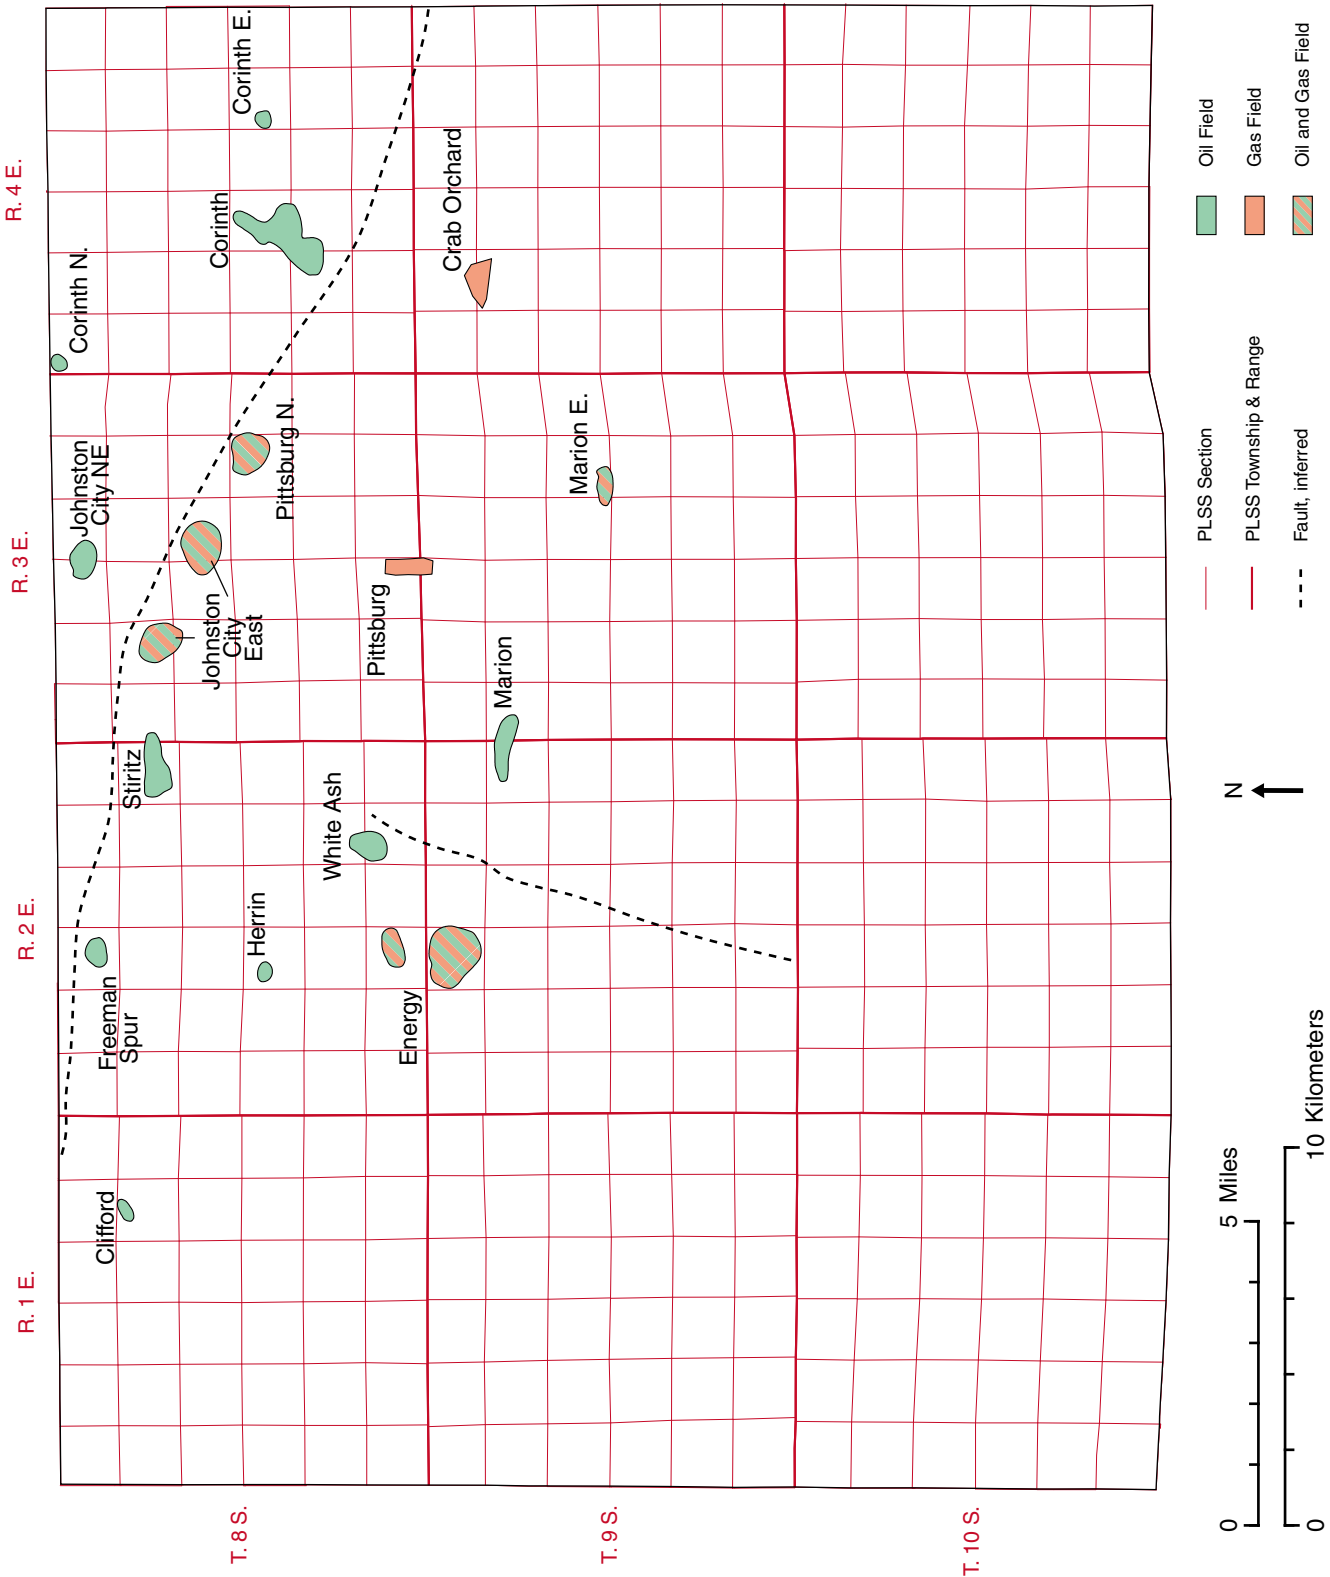 R. 1 E.
R. 2 E.
R. 3 E.
R. 4 E.
T. 8 S.
T. 9 S.
T. 10 S.
Clifford
Freeman
Spur
Herrin
Energy
White Ash
Stiritz
Johnston
City
East
Johnston
City NE
Pittsburg
Pittsburg N.
Marion
Marion E.
Corinth N.
Corinth
Corinth E.
Crab Orchard
0
5 Miles
0
10 Kilometers
N
PLSS Section
PLSS Township & Range
Fault, inferred
Oil Field
Gas Field
Oil and Gas Field